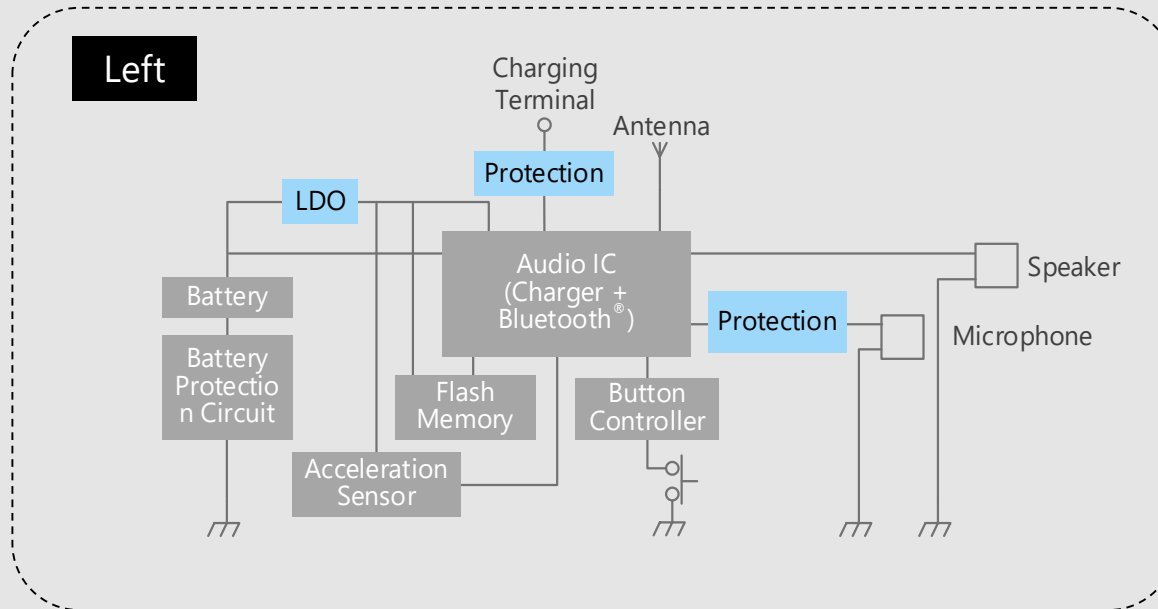 Left
Charging
Terminal
Antenna
Protection
LDO
Audio IC
(Charger +
Bluetooth®)
Speaker
Battery
Protection
Microphone
Battery
Protectio
n Circuit
Flash
Memory
Button
Controller
Acceleration
Sensor